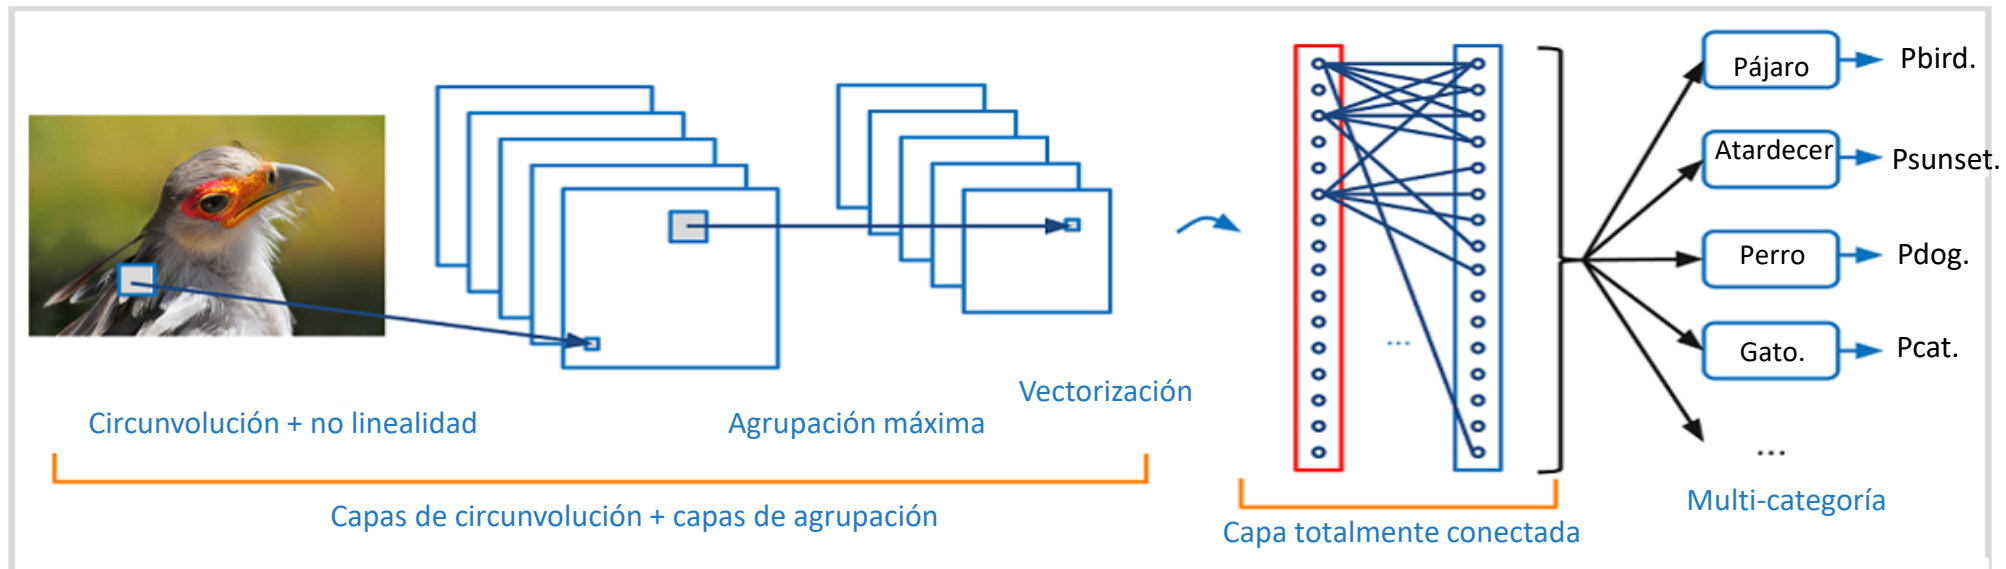 Pájaro
Pbird.
Atardecer
Psunset.
Perro
Pdog.
Gato.
Pcat.
...
...
Vectorización
Circunvolución + no linealidad
Agrupación máxima
Multi-categoría
Capas de circunvolución + capas de agrupación
Capa totalmente conectada